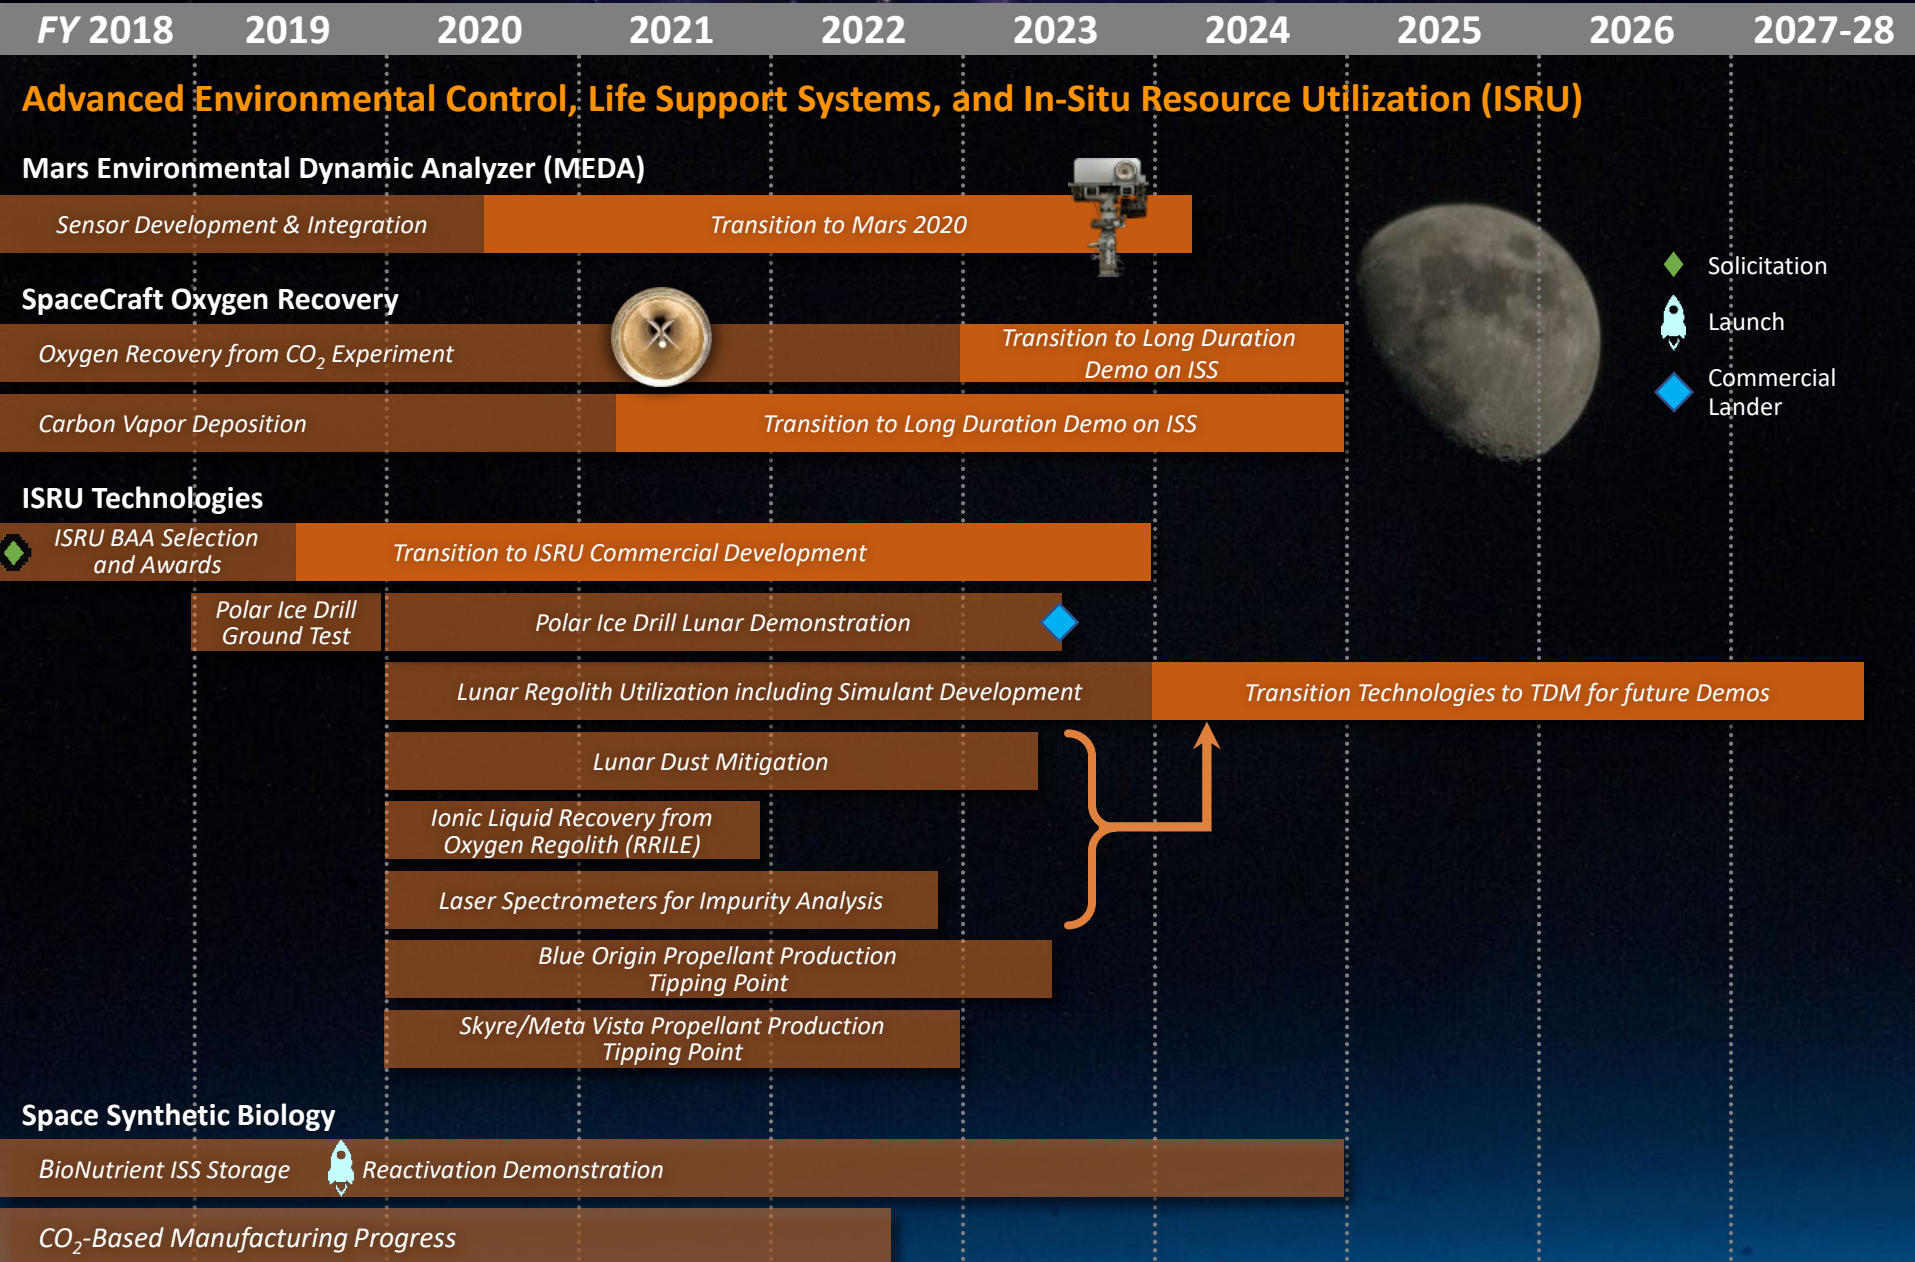 FY 2018 2019 2020 2021 2022 2023 2024 2025 2026 2027-28
Advanced Environmental Control, Life Support Systems, and In-Situ Resource Utilization (ISRU)
Mars Environmental Dynamic Analyzer (MEDA)
Sensor Development & Integration
Transition to Mars 2020
Solicitation
Launch
Commercial
Lander
SpaceCraft Oxygen Recovery
Oxygen Recovery from CO2 Experiment
Transition to Long Duration
Demo on ISS
Carbon Vapor Deposition
Transition to Long Duration Demo on ISS
ISRU Technologies
ISRU BAA Selection
and Awards
Transition to ISRU Commercial Development
Polar Ice Drill
Ground Test
Polar Ice Drill Lunar Demonstration
Lunar Regolith Utilization including Simulant Development
Transition Technologies to TDM for future Demos
Lunar Dust Mitigation
Ionic Liquid Recovery from
Oxygen Regolith (RRILE)
Laser Spectrometers for Impurity Analysis
Blue Origin Propellant Production
Tipping Point
Skyre/Meta Vista Propellant Production
Tipping Point
Space Synthetic Biology
BioNutrient ISS Storage
Reactivation Demonstration
CO2-Based Manufacturing Progress